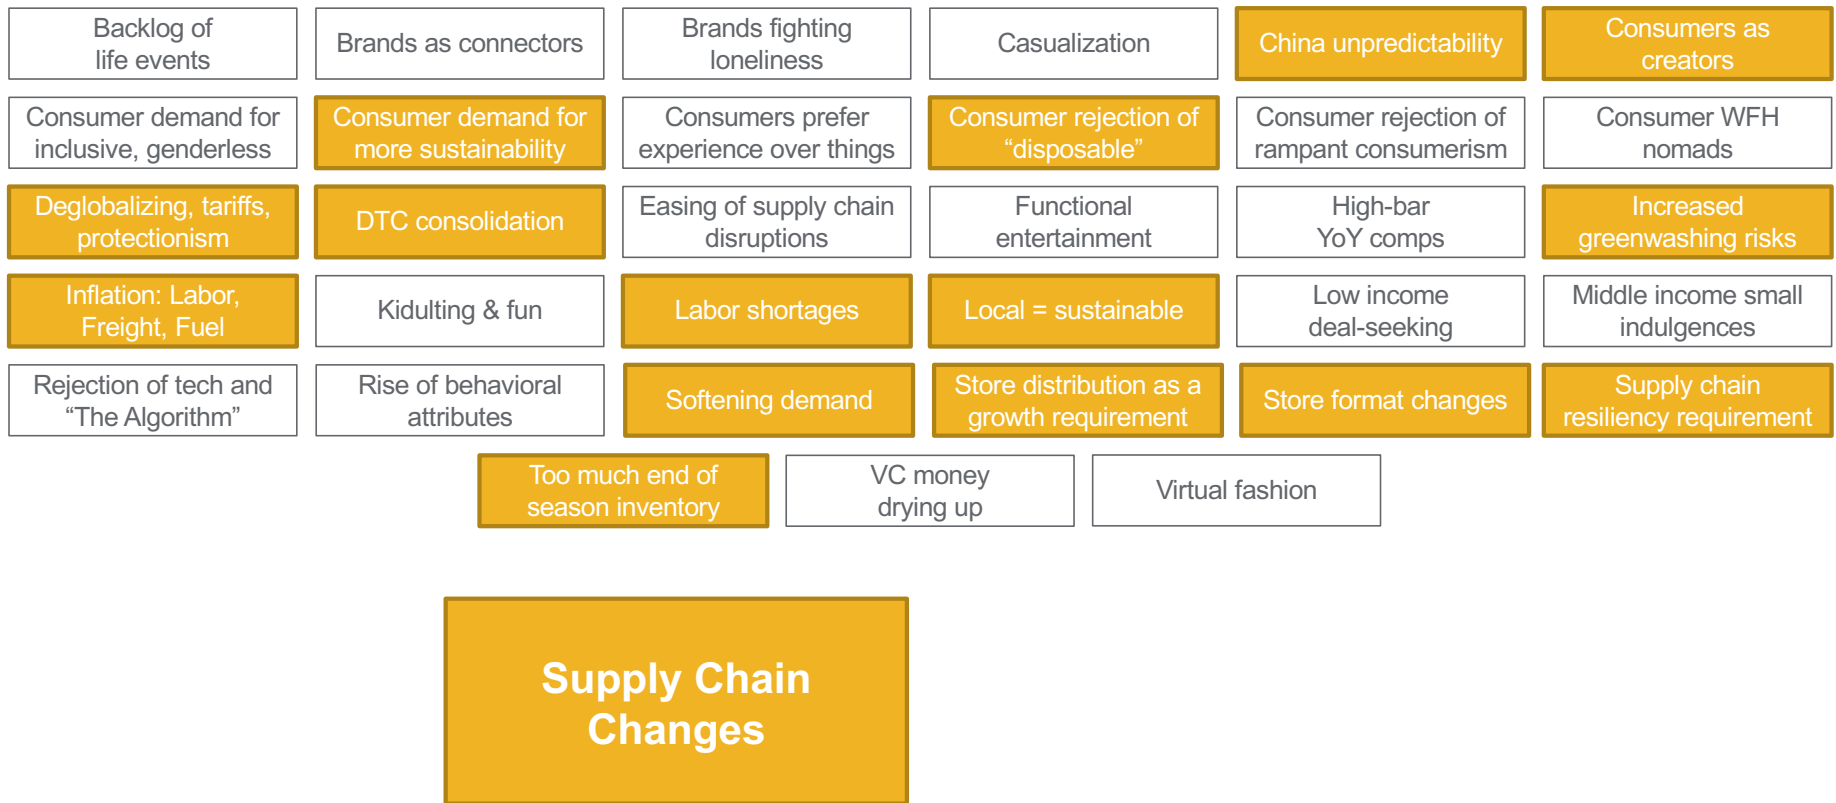 Backlog of
life events
Brands as connectors
Brands fighting
loneliness
Casualization
China unpredictability
Consumers as
creators
Consumer demand for
inclusive, genderless
Consumer demand for
more sustainability
Consumers prefer
experience over things
Consumer rejection of
“disposable”
Consumer rejection of
rampant consumerism
Consumer WFH
nomads
Deglobalizing, tariffs,
protectionism
DTC consolidation
Easing of supply chain
disruptions
Functional
entertainment
High-bar
YoY comps
Increased
greenwashing risks
Inflation: Labor,
Freight, Fuel
Kidulting & fun
Labor shortages
Local = sustainable
Low income
deal-seeking
Middle income small
indulgences
Rejection of tech and
“The Algorithm”
Rise of behavioral
attributes
Softening demand
Store distribution as a
growth requirement
Store format changes
Supply chain
resiliency requirement
Too much end of
season inventory
VC money
drying up
Virtual fashion
Supply Chain
Changes